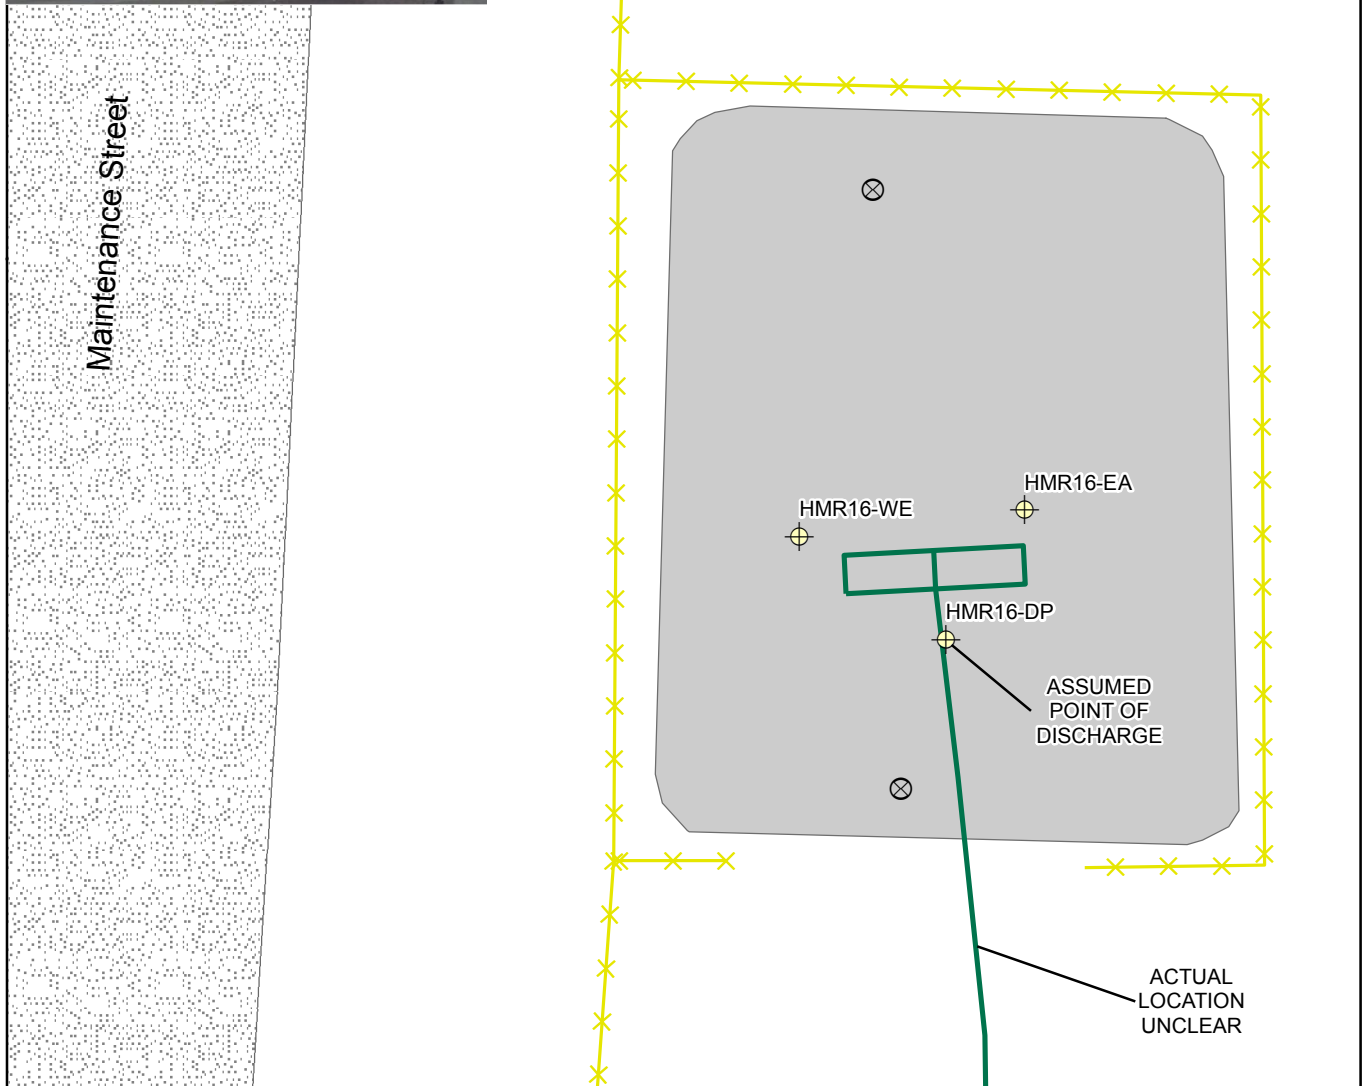 Maintenance Street
HMR16-EA
HMR16-WE
HMR16-DP
ASSUMED
POINT OF
DISCHARGE
ACTUAL
LOCATION
UNCLEAR